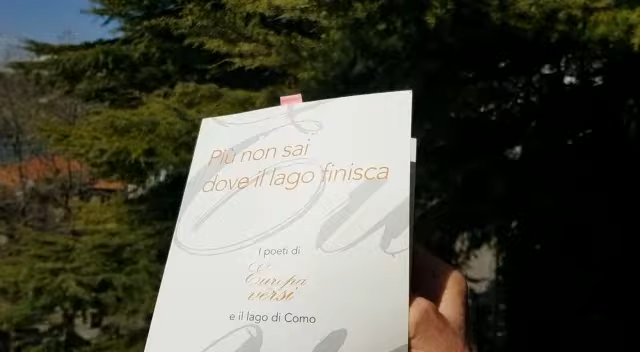 Più non sai
dove il lago finisca
I poeti di
Europa
versi
e il lago di Como